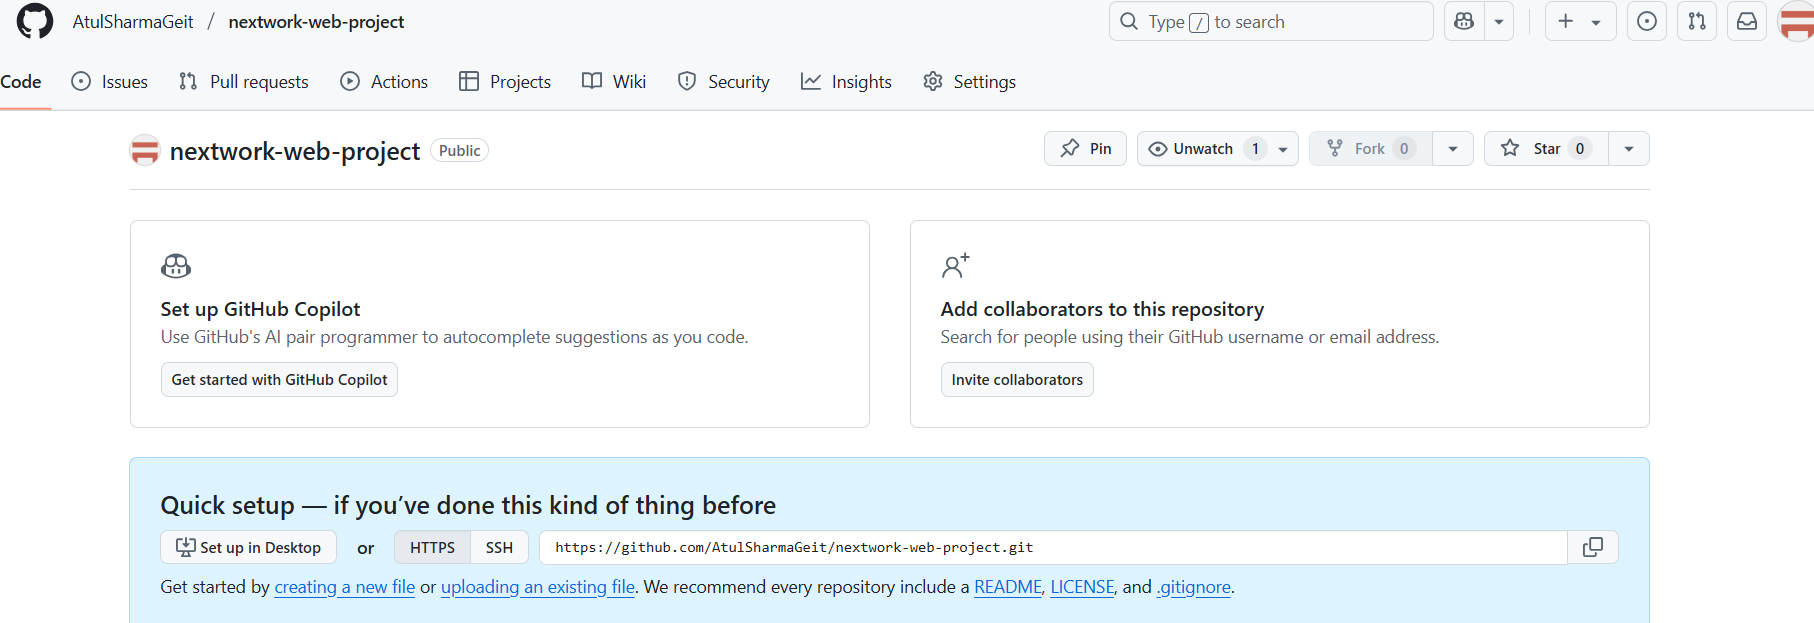 AtulSharmaGeit / nextwork-web-project
Type / to search
Code Issues Pull requests Actions Projects Wiki Security Insights Settings
nextwork-web-project Public
Pin Unwatch 1 Fork 0 Star 0
Set up GitHub Copilot
Use GitHub's AI pair programmer to autocomplete suggestions as you code.
Get started with GitHub Copilot
Add collaborators to this repository
Search for people using their GitHub username or email address.
Invite collaborators
Quick setup — if you’ve done this kind of thing before
Set up in Desktop or HTTPS SSH https://github.com/AtulSharmaGeit/nextwork-web-project.git
Get started by creating a new file or uploading an existing file. We recommend every repository include a README, LICENSE, and .gitignore.